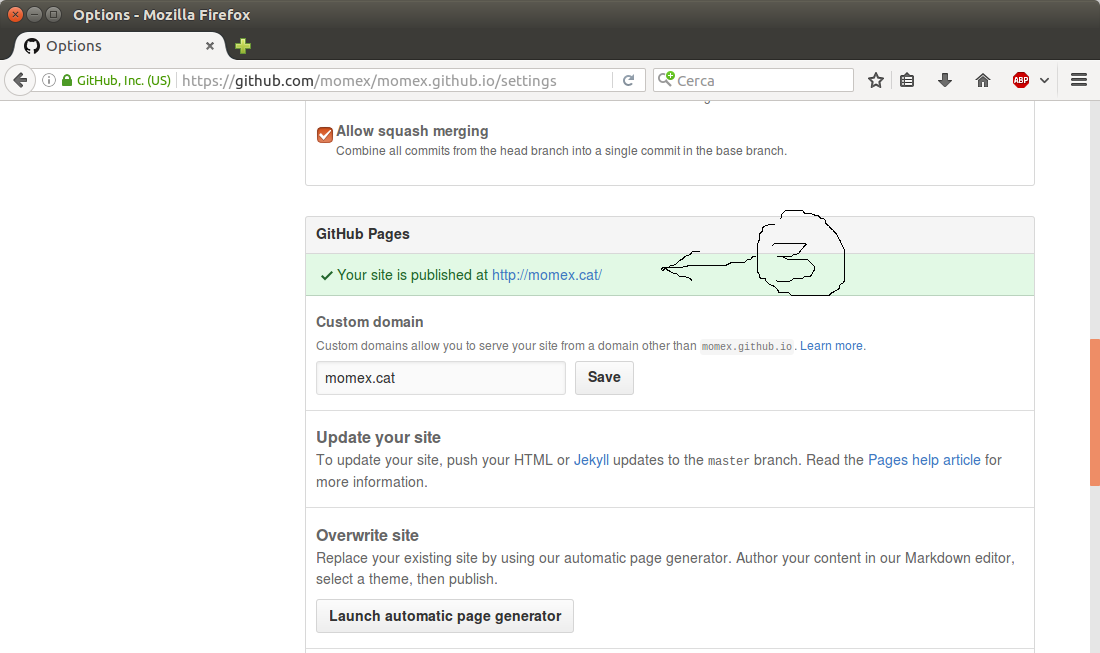 Options - Mozilla Firefox
Options
GitHub, Inc. (US) https://github.com/momex/momex.github.io/settings Cerca ABP
Allow squash merging
Combine all commits from the head branch into a single commit in the base branch.
GitHub Pages
3
Your site is published at http://momex.cat/
Custom domain
Custom domains allow you to serve your site from a domain other than momex.github.io. Learn more.
momex.cat Save
Update your site
To update your site, push your HTML or Jekyll updates to the master branch. Read the Pages help article for
more information.
Overwrite site
Replace your existing site by using our automatic page generator. Author your content in our Markdown editor,
select a theme, then publish.
Launch automatic page generator